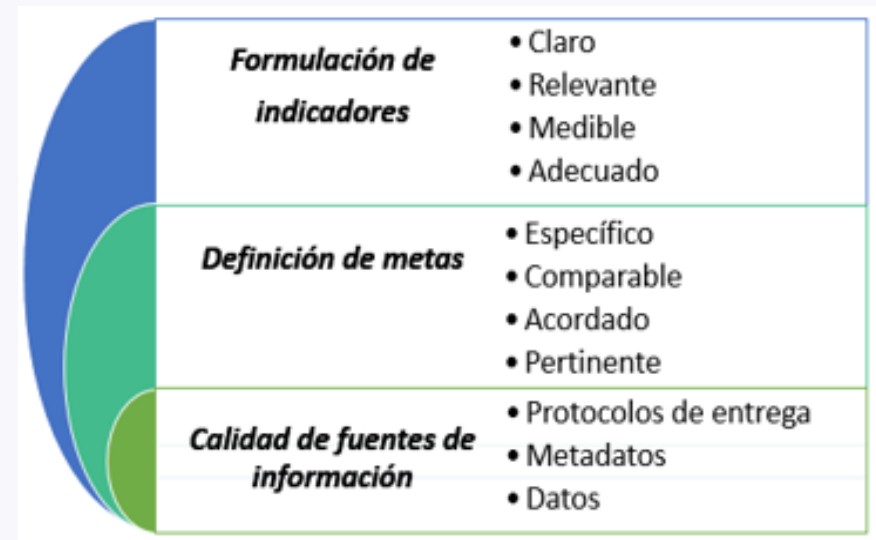 Formulación de
indicadores
• Claro
• Relevante
• Medible
• Adecuado
Definición de metas
• Específico
• Comparable
• Acordado
• Pertinente
Calidad de fuentes de
información
• Protocolos de entrega
• Metadatos
• Datos